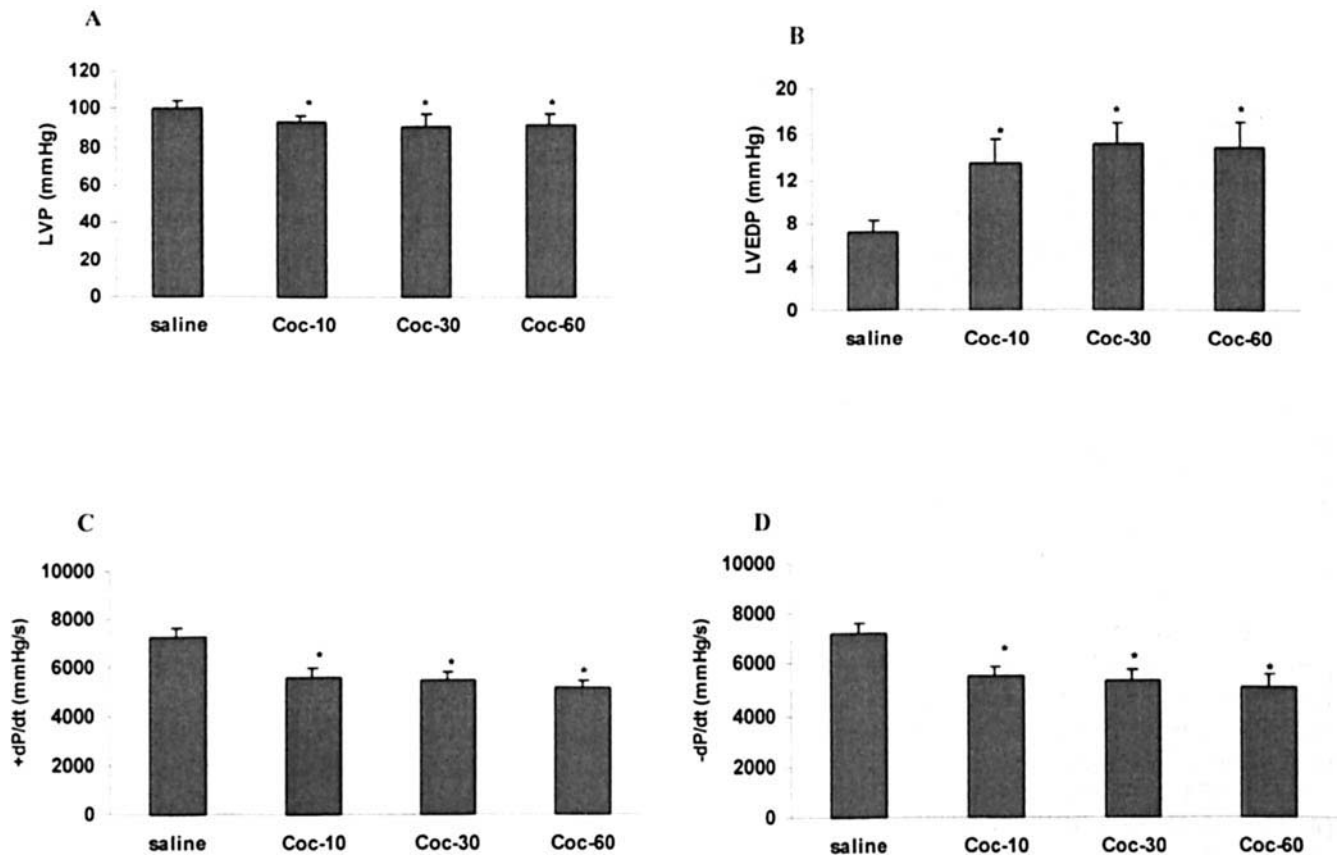 A
LVP (mmHg)
120
100
80
60
40
20
0
* * *
saline Coc-10 Coc-30 Coc-60
B
LVEDP (mmHg)
20
16
12
8
4
0
* * *
saline Coc-10 Coc-30 Coc-60
C
+dP/dt (mmHg/s)
10000
8000
6000
4000
2000
0
* * *
saline Coc-10 Coc-30 Coc-60
D
-dP/dt (mmHg/s)
10000
8000
6000
4000
2000
0
* * *
saline Coc-10 Coc-30 Coc-60